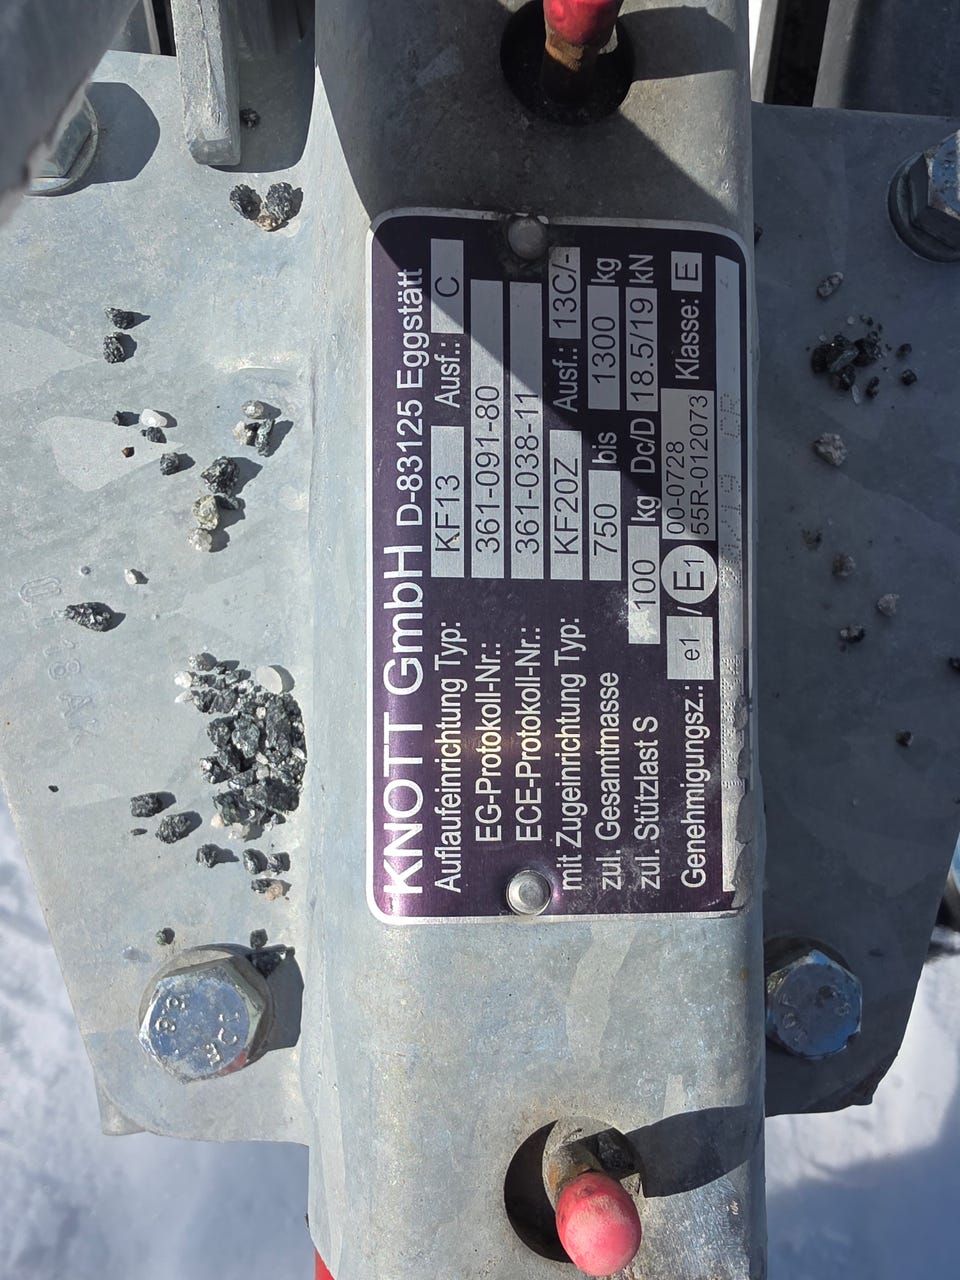 KNOTT GmbH D-83125 Eggstätt
Auflaufeinrichtung Typ: KF13 Ausf.: C
EG-Protokoll-Nr.: 361-091-80
ECE-Protokoll-Nr.: 361-038-11
mit Zugeinrichtung Typ: KF20Z Ausf.: 13C/-
zul. Gesamtmasse 750 bis 1300 kg
zul. Stützlast S 100 kg Dc/D 18.5/19 kN
Genehmigungsz.: e1 / E1 00-0728 55R-012073 Klasse: E
8.8